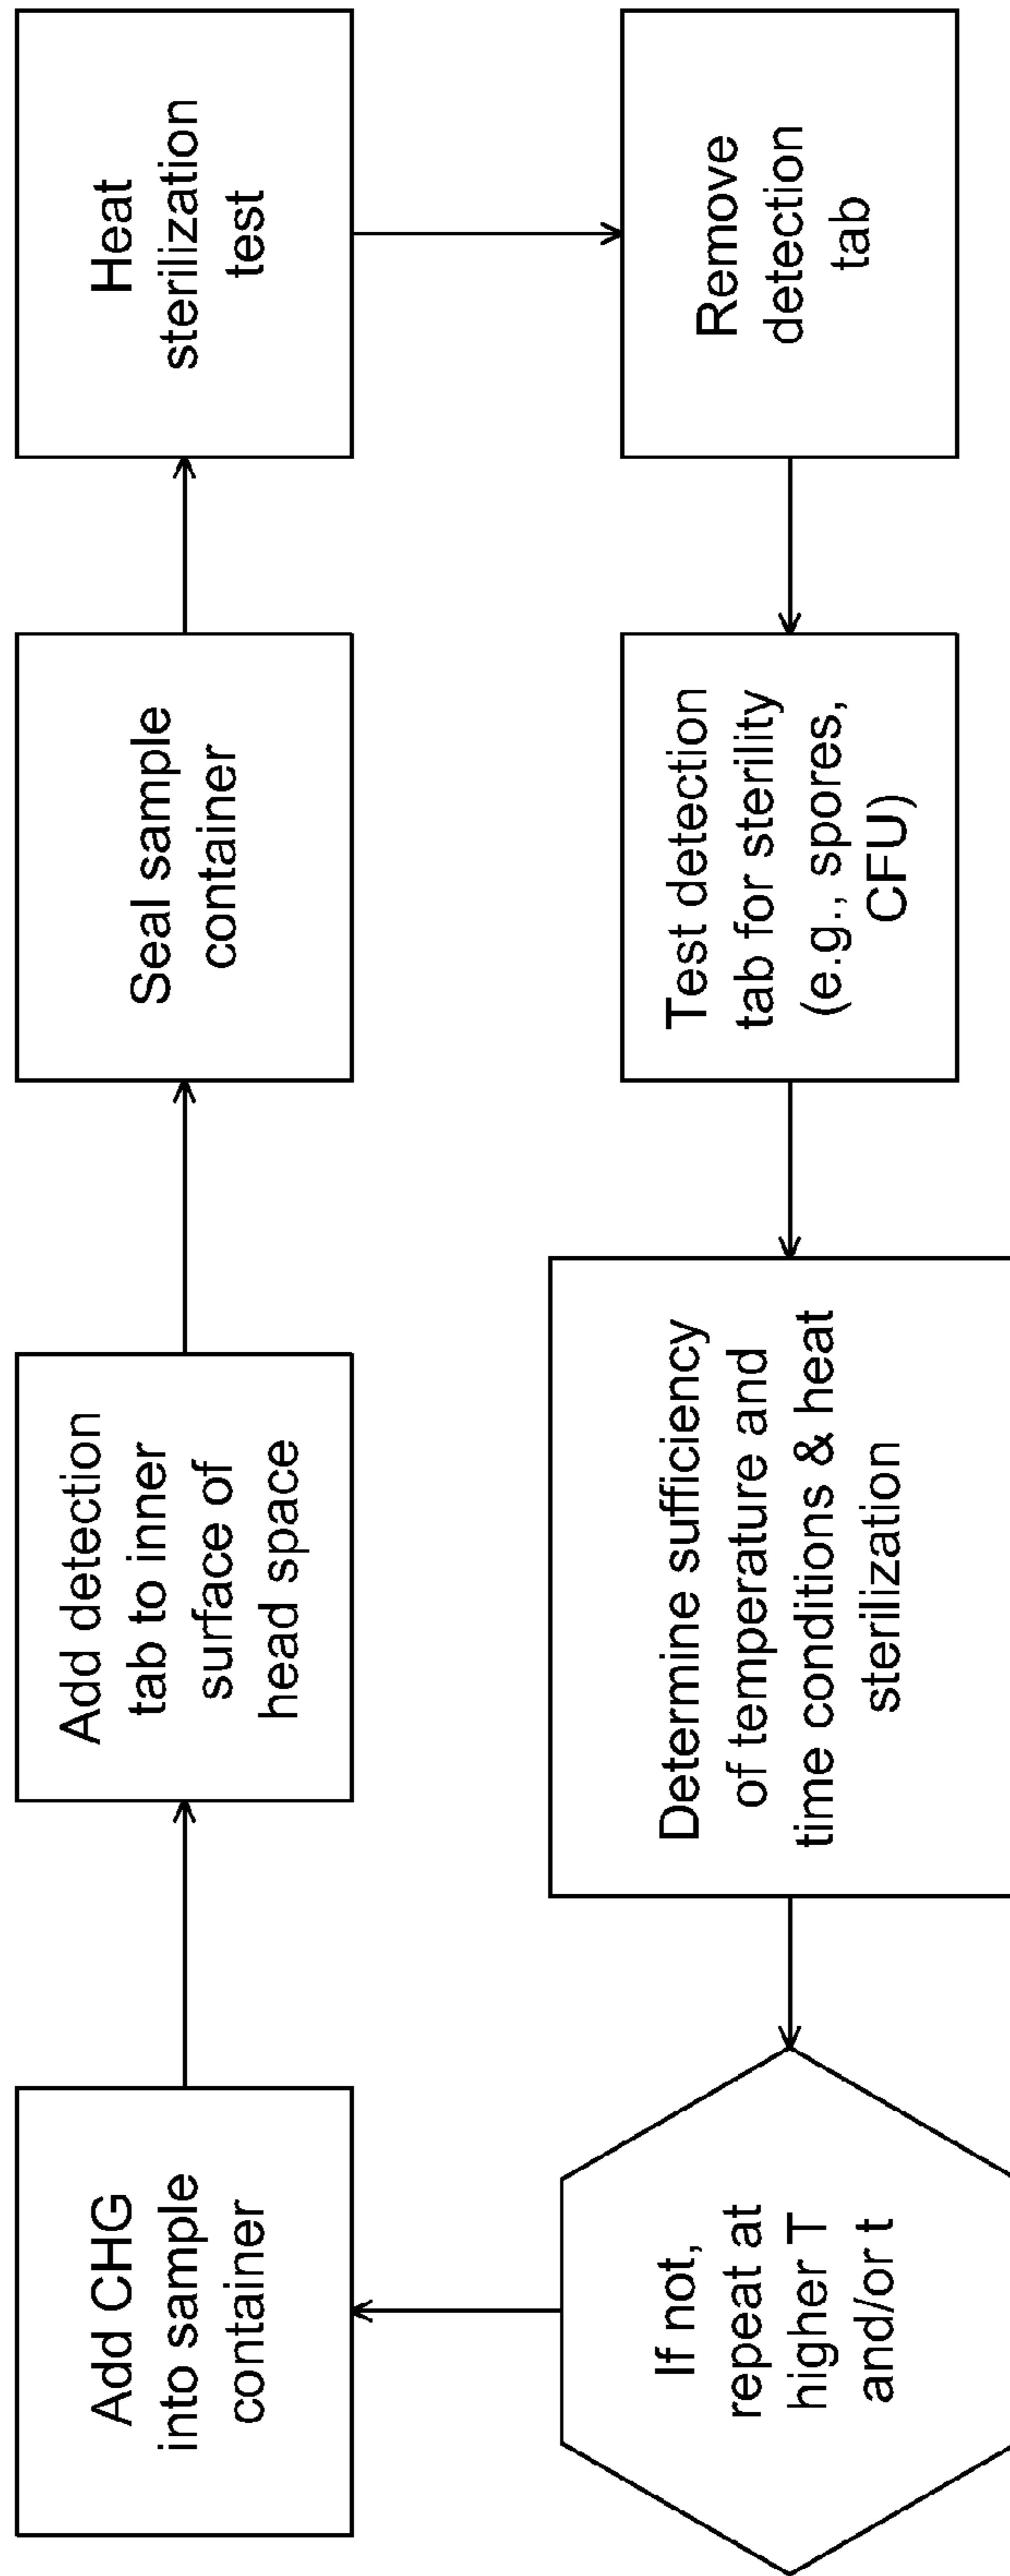 Add CHG
into sample
container
Add detection
tab to inner
surface of
head space
Seal sample
container
Heat
sterilization
test
Remove
detection
tab
Test detection
tab for sterility
(e.g., spores,
CFU)
Determine sufficiency
of temperature and
time conditions & heat
sterilization
If not,
repeat at
higher T
and/or t